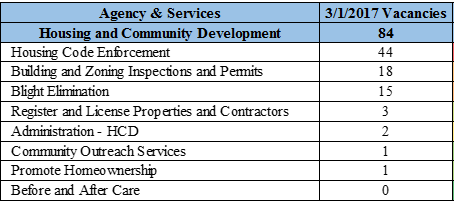 Agency & Services 3/1/2017 Vacancies
Housing and Community Development 84
Housing Code Enforcement 44
Building and Zoning Inspections and Permits 18
Blight Elimination 15
Register and License Properties and Contractors 3
Administration - HCD 2
Community Outreach Services 1
Promote Homeownership 1
Before and After Care 0